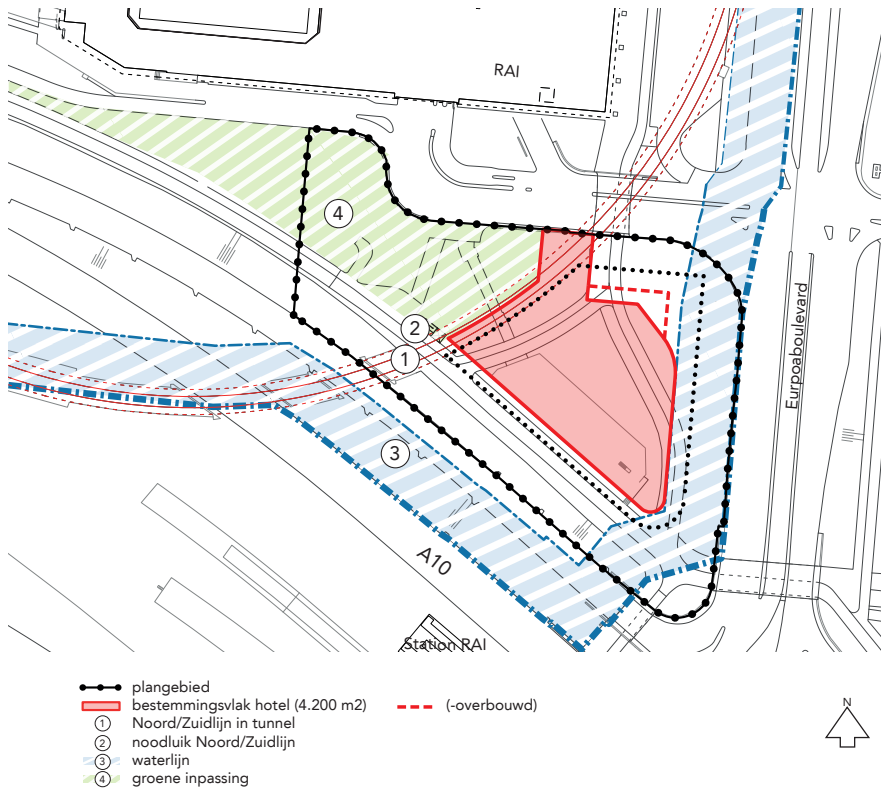 RAI
4
2
1
3
Eurpoaboulevard
A10
Station RAI
plangebied
bestemmingsvlak hotel (4.200 m2)
(-overbouwd)
1 Noord/Zuidlijn in tunnel
2 noodluik Noord/Zuidlijn
3 waterlijn
4 groene inpassing
N